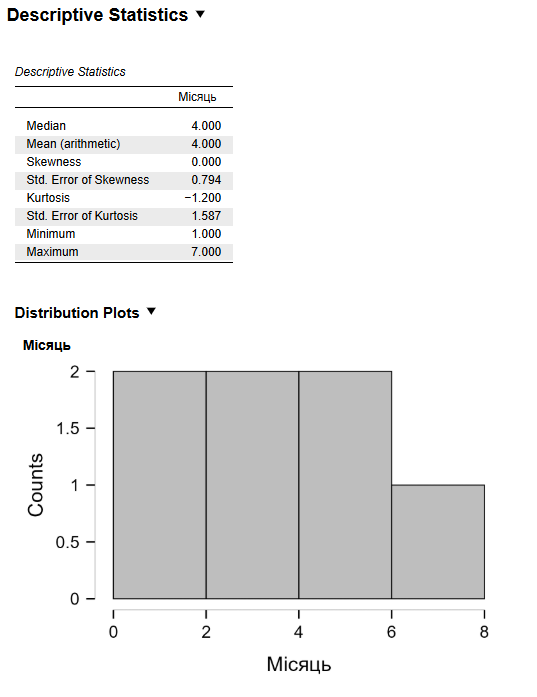 Descriptive Statistics ▼
Descriptive Statistics
Місяць
Median 4.000
Mean (arithmetic) 4.000
Skewness 0.000
Std. Error of Skewness 0.794
Kurtosis −1.200
Std. Error of Kurtosis 1.587
Minimum 1.000
Maximum 7.000
Distribution Plots ▼
Місяць
2
1.5
1
0.5
0
Counts
0 2 4 6 8
Місяць